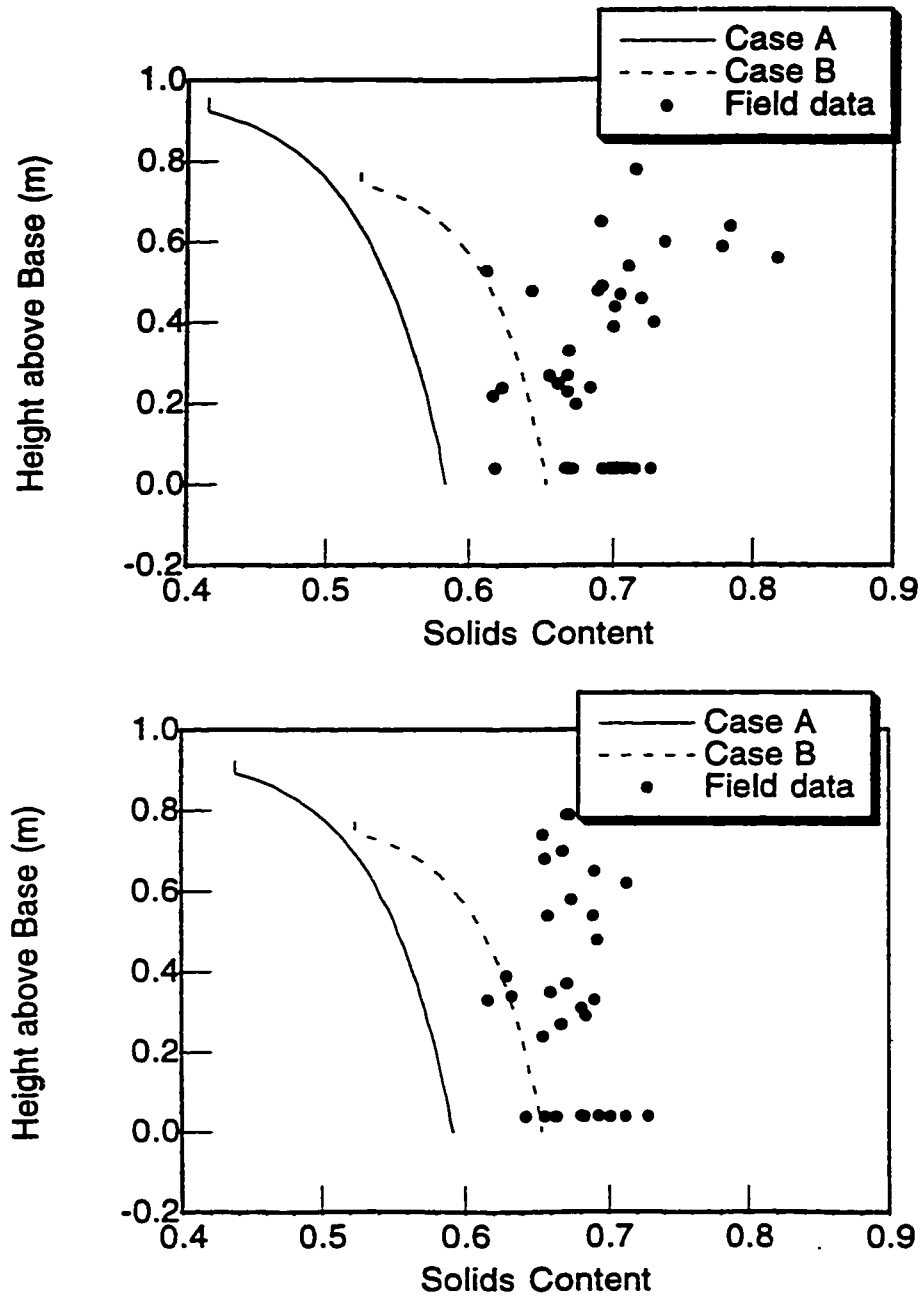 Case A
Case B
Field data
1.0
0.8
0.6
0.4
0.2
0.0
-0.2
Height above Base (m)
0.4 0.5 0.6 0.7 0.8 0.9
Solids Content
Case A
Case B
Field data
1.0
0.8
0.6
0.4
0.2
0.0
-0.2
Height above Base (m)
0.4 0.5 0.6 0.7 0.8 0.9
Solids Content